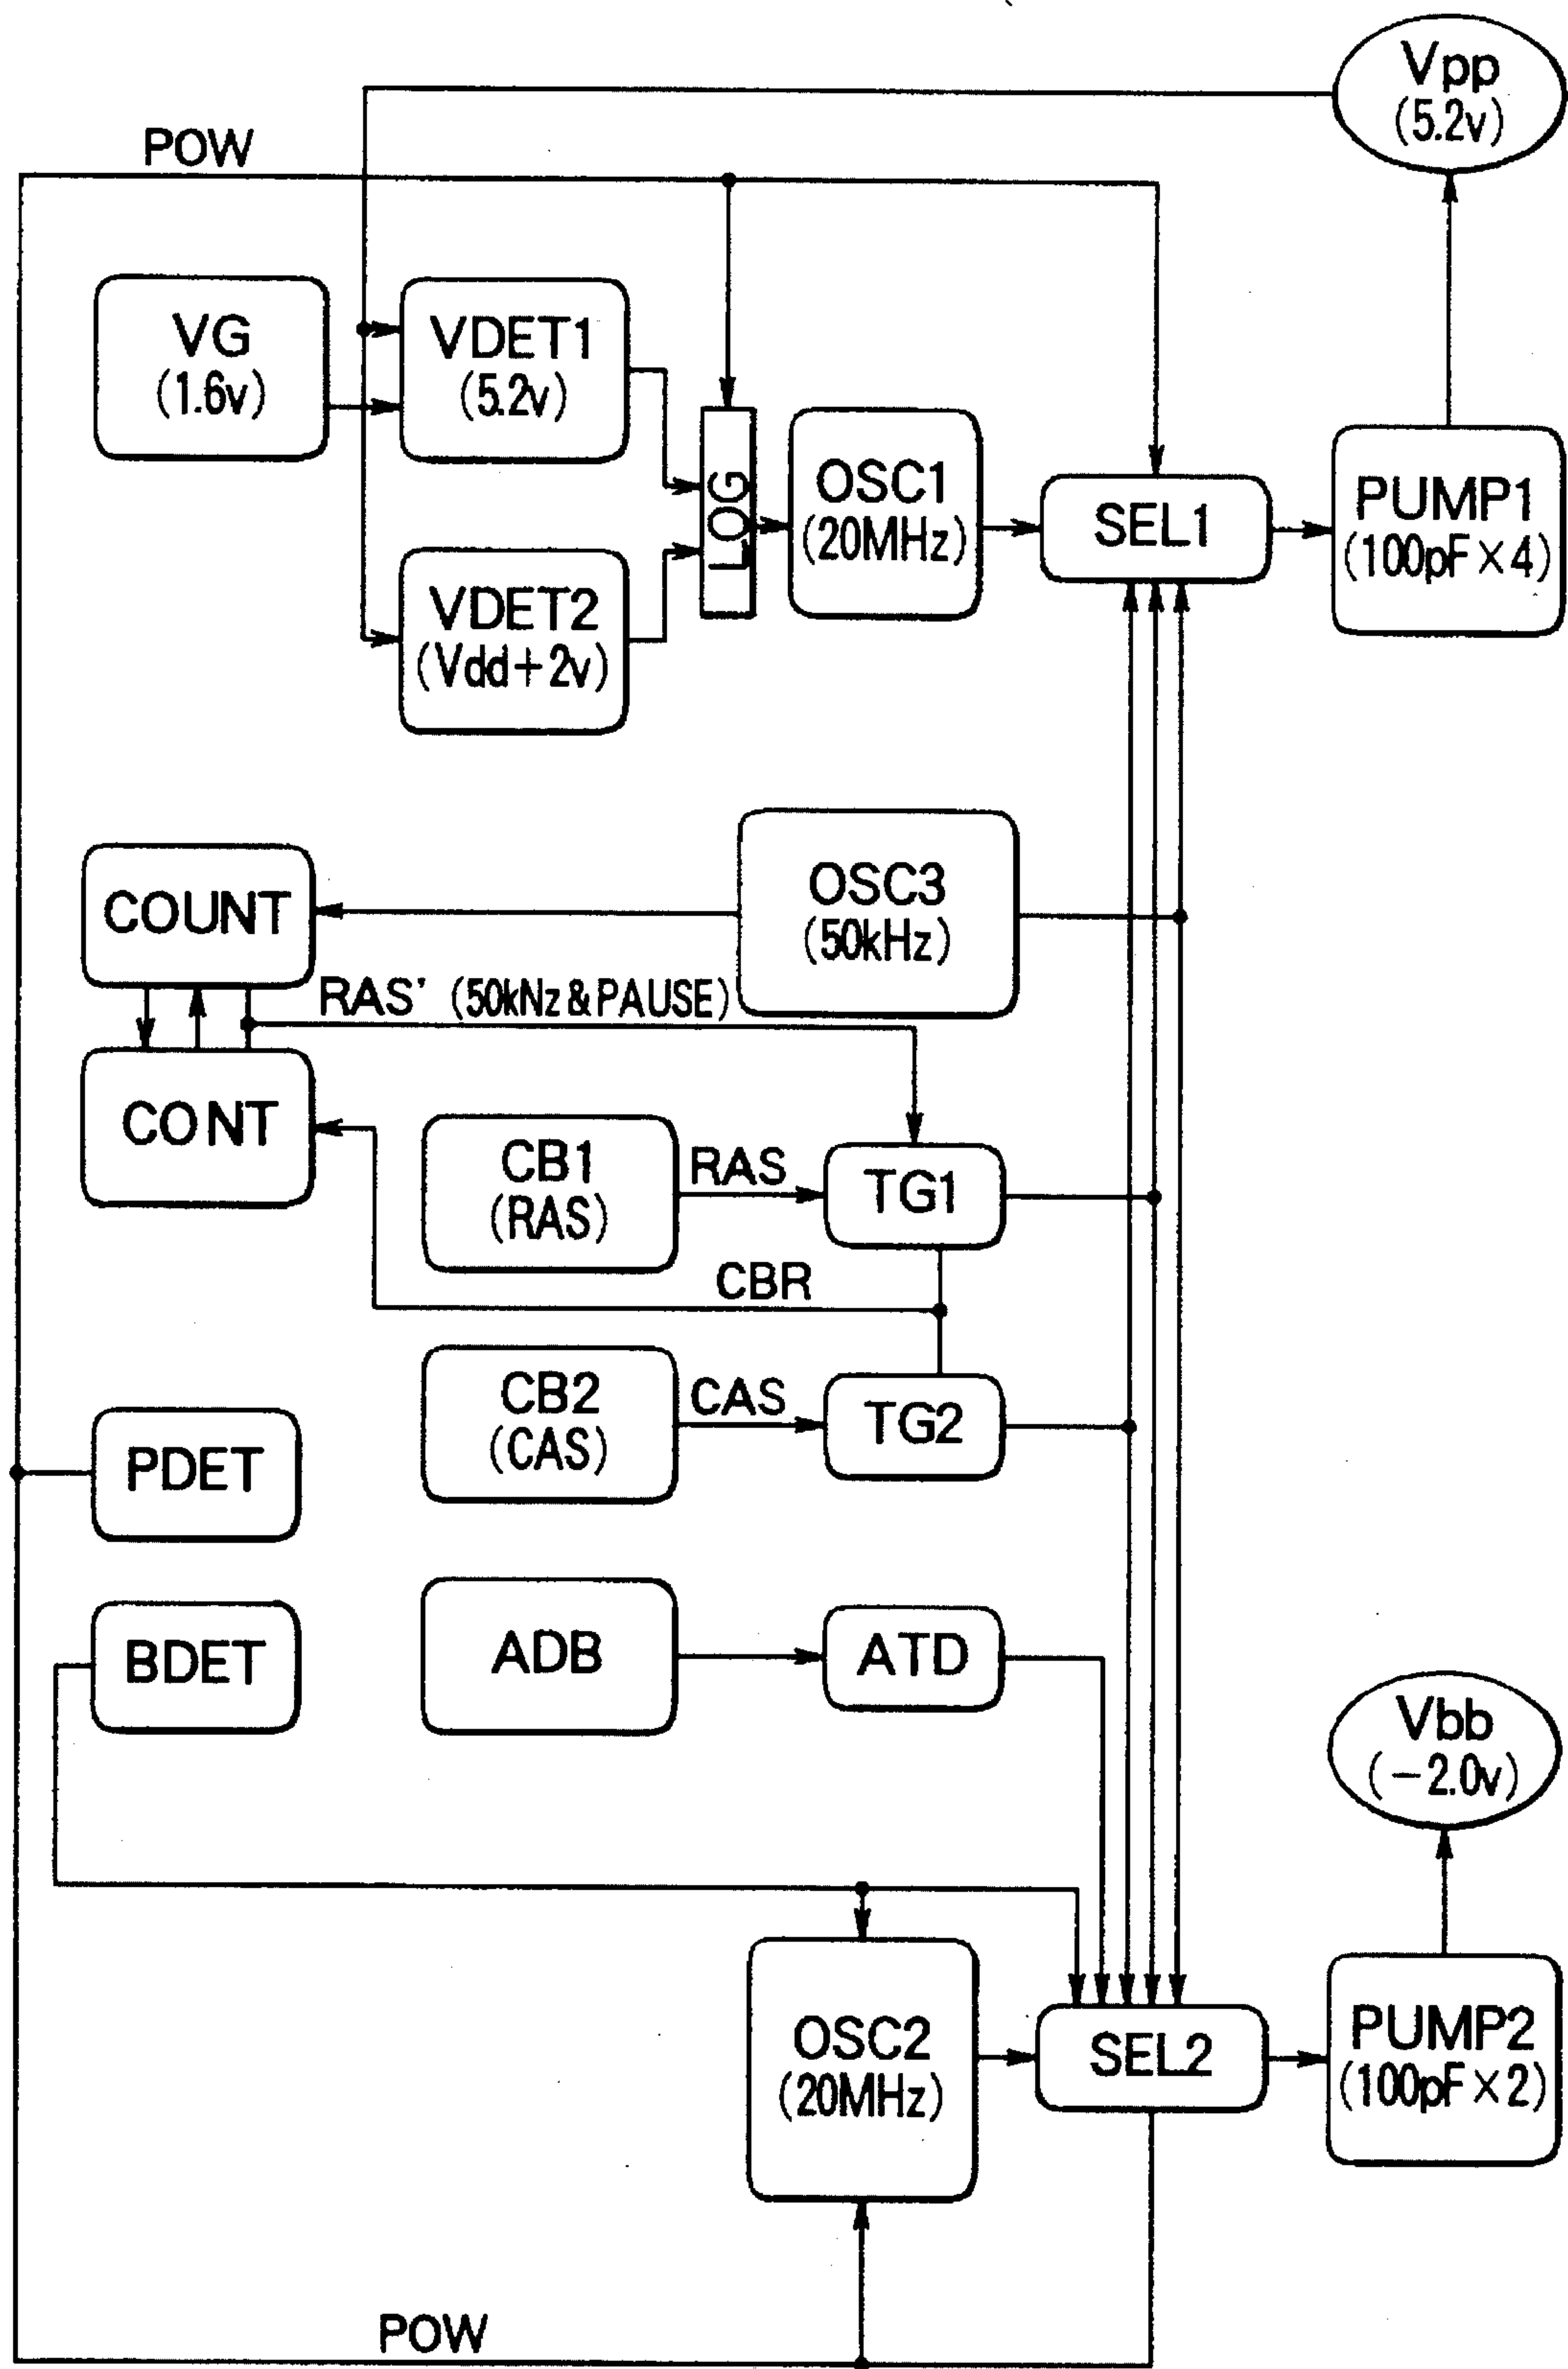 Vpp
(5.2v)
POW
VG
(1.6v)
VDET1
(5.2v)
LOG
OSC1
(20MHz)
SEL1
PUMP1
(100pF×4)
VDET2
(Vdd+2v)
OSC3
(50kHz)
COUNT
RAS' (50kNz&PAUSE)
CONT
CB1
(RAS)
RAS
TG1
CBR
CB2
(CAS)
CAS
TG2
PDET
BDET
ADB
ATD
Vbb
(−2.0v)
OSC2
(20MHz)
SEL2
PUMP2
(100pF×2)
POW